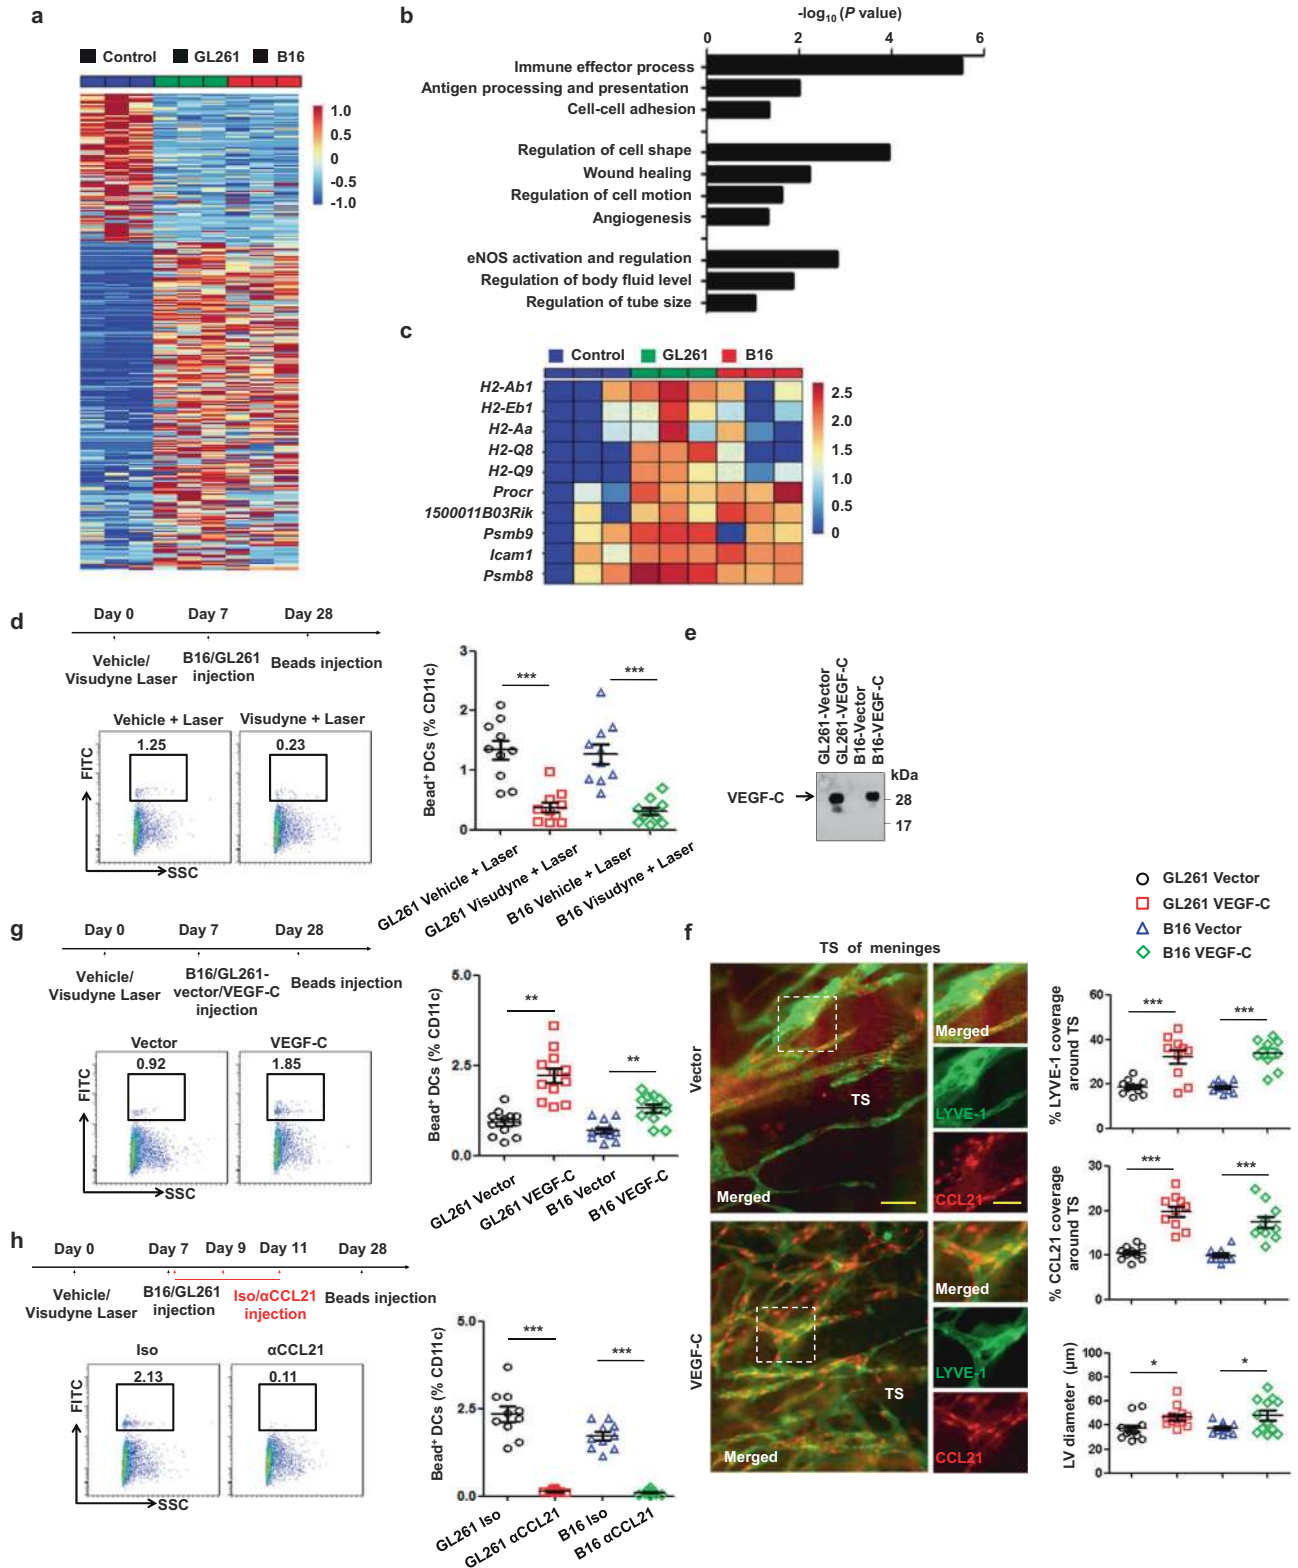 a
Control GL261 B16
1.0
0.5
0
-0.5
-1.0
b
-log10 (P value)
0 2 4 6
Immune effector process
Antigen processing and presentation
Cell-cell adhesion
Regulation of cell shape
Wound healing
Regulation of cell motion
Angiogenesis
eNOS activation and regulation
Regulation of body fluid level
Regulation of tube size
c
Control GL261 B16
H2-Ab1
H2-Eb1
H2-Aa
H2-Q8
H2-Q9
Procr
1500011B03Rik
Psmb9
Icam1
Psmb8
2.5
2.0
1.5
1.0
0.5
0
d
Day 0 Day 7 Day 28
Vehicle/
Visudyne Laser
B16/GL261
injection
Beads injection
Vehicle + Laser Visudyne + Laser
1.25 0.23
FITC
SSC
Bead+ DCs (% CD11c)
3
2
1
0
*** ***
GL261 Vehicle + Laser
GL261 Visudyne + Laser
B16 Vehicle + Laser
B16 Visudyne + Laser
e
GL261-Vector
GL261-VEGF-C
B16-Vector
B16-VEGF-C
kDa
VEGF-C
28
17
g
Day 0 Day 7 Day 28
Vehicle/
Visudyne Laser
B16/GL261-
vector/VEGF-C
injection
Beads injection
Vector VEGF-C
0.92 1.85
FITC
SSC
Bead+ DCs (% CD11c)
5.0
2.5
0.0
** **
GL261 Vector
GL261 VEGF-C
B16 Vector
B16 VEGF-C
f
TS of meninges
Vector
TS
Merged
Merged
LYVE-1
CCL21
VEGF-C
TS
Merged
Merged
LYVE-1
CCL21
GL261 Vector
GL261 VEGF-C
B16 Vector
B16 VEGF-C
% LYVE-1 coverage
around TS
60
40
20
0
*** ***
% CCL21 coverage
around TS
30
20
10
0
*** ***
LV diameter (μm)
100
80
60
40
20
0
* *
h
Day 0 Day 7 Day 9 Day 11 Day 28
Vehicle/
Visudyne Laser
B16/GL261
injection
Iso/αCCL21
injection
Beads injection
Iso αCCL21
2.13 0.11
FITC
SSC
Bead+ DCs (% CD11c)
5.0
2.5
0.0
*** ***
GL261 Iso
GL261 αCCL21
B16 Iso
B16 αCCL21